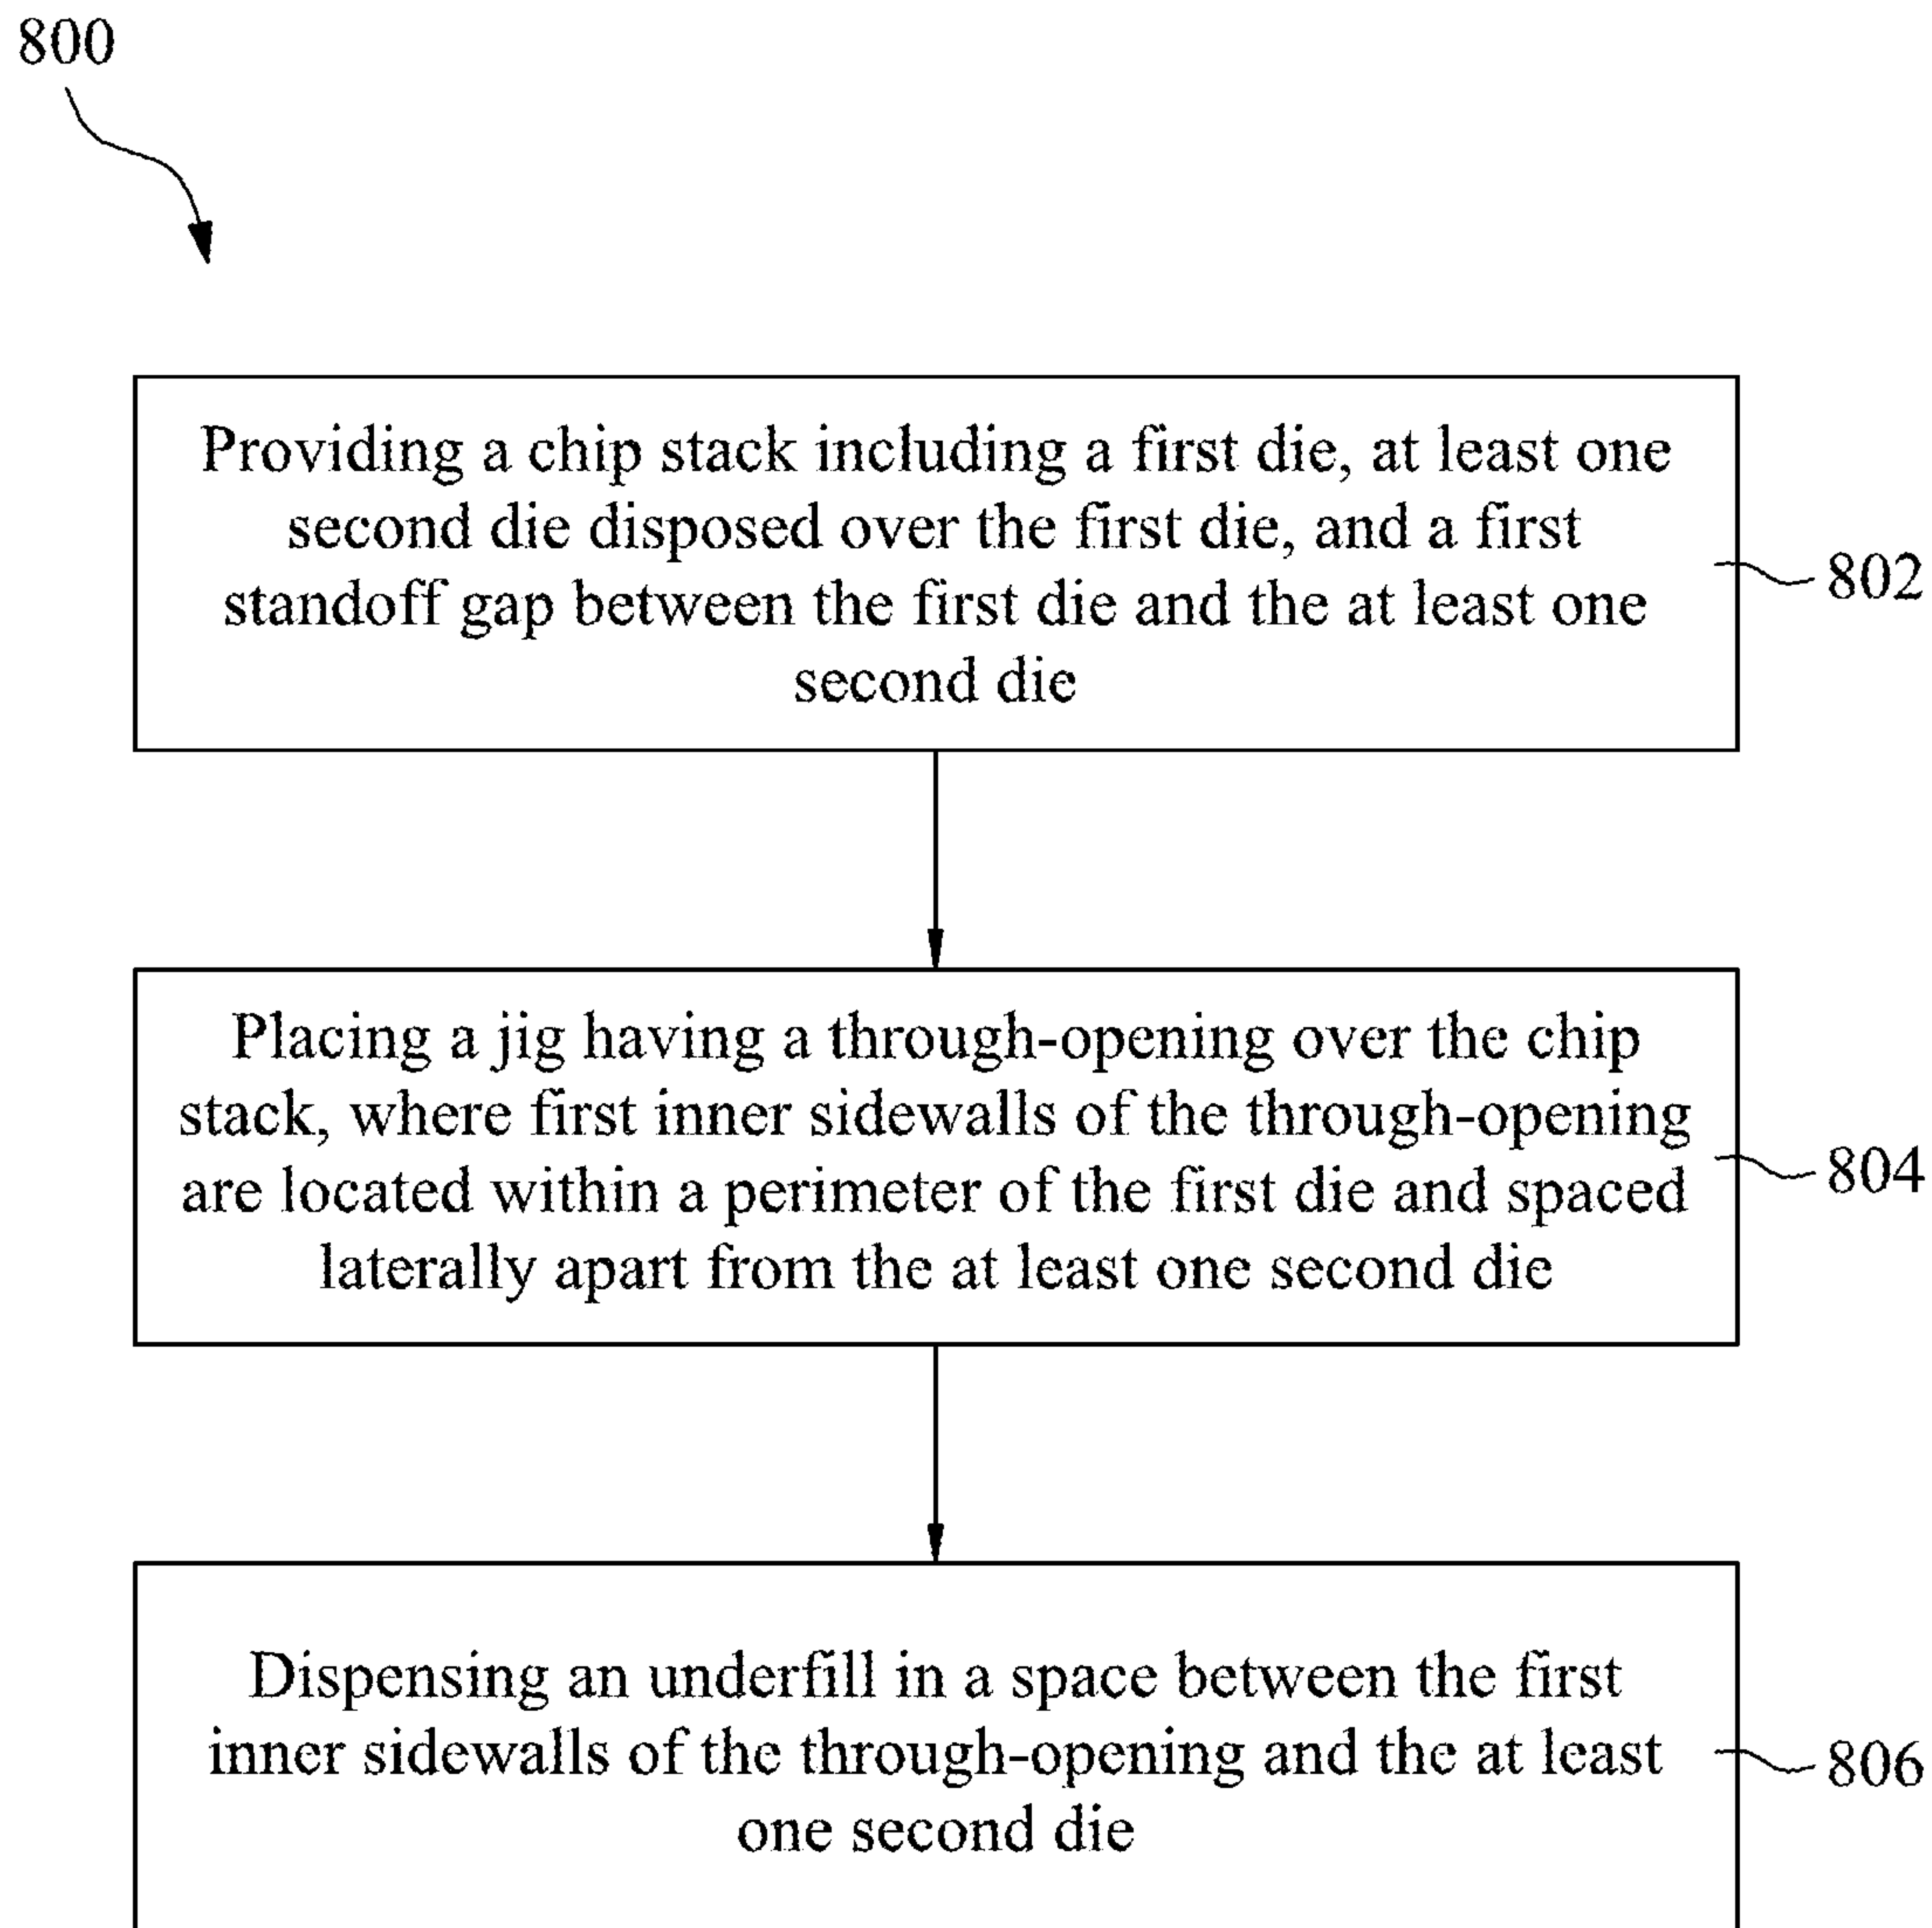 800
Providing a chip stack including a first die, at least one
second die disposed over the first die, and a first
standoff gap between the first die and the at least one
second die
802
Placing a jig having a through-opening over the chip
stack, where first inner sidewalls of the through-opening
are located within a perimeter of the first die and spaced
laterally apart from the at least one second die
804
Dispensing an underfill in a space between the first
inner sidewalls of the through-opening and the at least
one second die
806